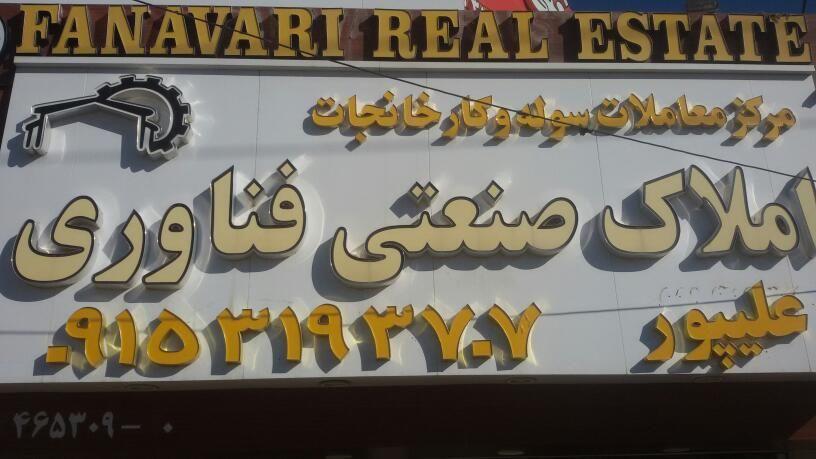 FANAVARI REAL ESTATE
مرکز معاملات سوله و کارخانجات
املاک صنعتی فناوری
علیپور ۰۹۱۵۳۱۹۳۷۰۷
۴۶۵۳۰۹ - ۰